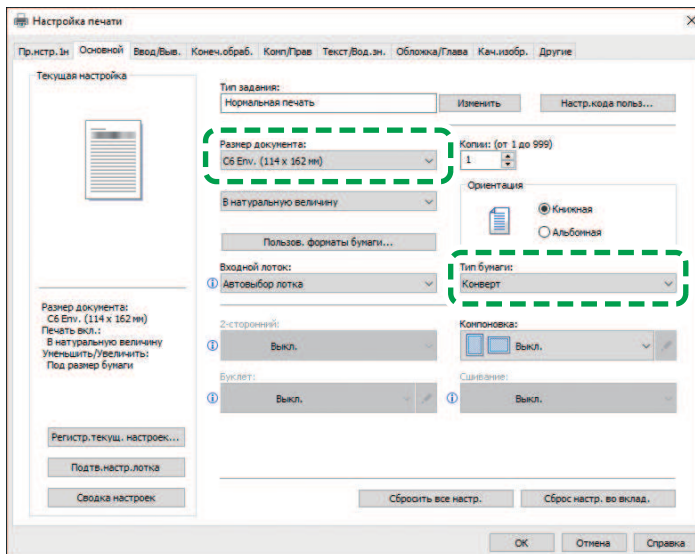 Настройка печати
Пр.нстр.1н Основной Ввод/Выв. Конеч.обраб. Комп/Прав Текст/Вод.зн. Обложка/Глава Кач.изобр. Другие
Текущая настройка
Тип задания:
Нормальная печать
Изменить
Настр.кода польз...
Размер документа:
C6 Env. (114 x 162 мм)
Копии: (от 1 до 999)
1
В натуральную величину
Ориентация
Книжная
Альбомная
Пользов. форматы бумаги...
Входной лоток:
Автовыбор лотка
Тип бумаги:
Конверт
Размер документа:
C6 Env. (114 x 162 мм)
Печать вкл.:
В натуральную величину
Уменьшить/Увеличить:
Под размер бумаги
2-сторонний:
Выкл.
Компоновка:
Выкл.
Буклет:
Выкл.
Сшивание:
Выкл.
Регистр.текущ. настроек...
Подтв.настр.лотка
Сводка настроек
Сбросить все настр.
Сброс настр. во вклад.
OK
Отмена
Справка